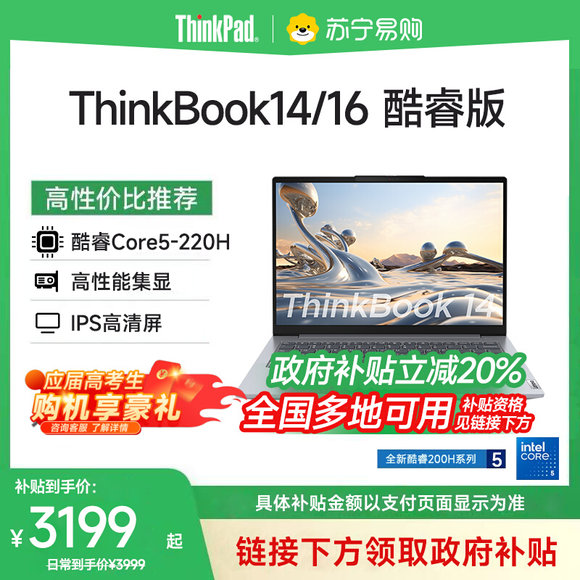 ThinkPad.
苏宁易购
ThinkBook14/16 酷睿版
高性价比推荐
酷睿Core5-220H
高性能集显
IPS高清屏
ThinkBook 14
应届高考生
购机享豪礼
咨询客服 了解详情
政府补贴立减20%
全国多地可用
补贴资格
见链接下方
全新酷睿200H系列 5
intel
CORE
5
补贴到手价:
¥3199 起
日常到手价¥3999
具体补贴金额以支付页面显示为准
链接下方领取政府补贴